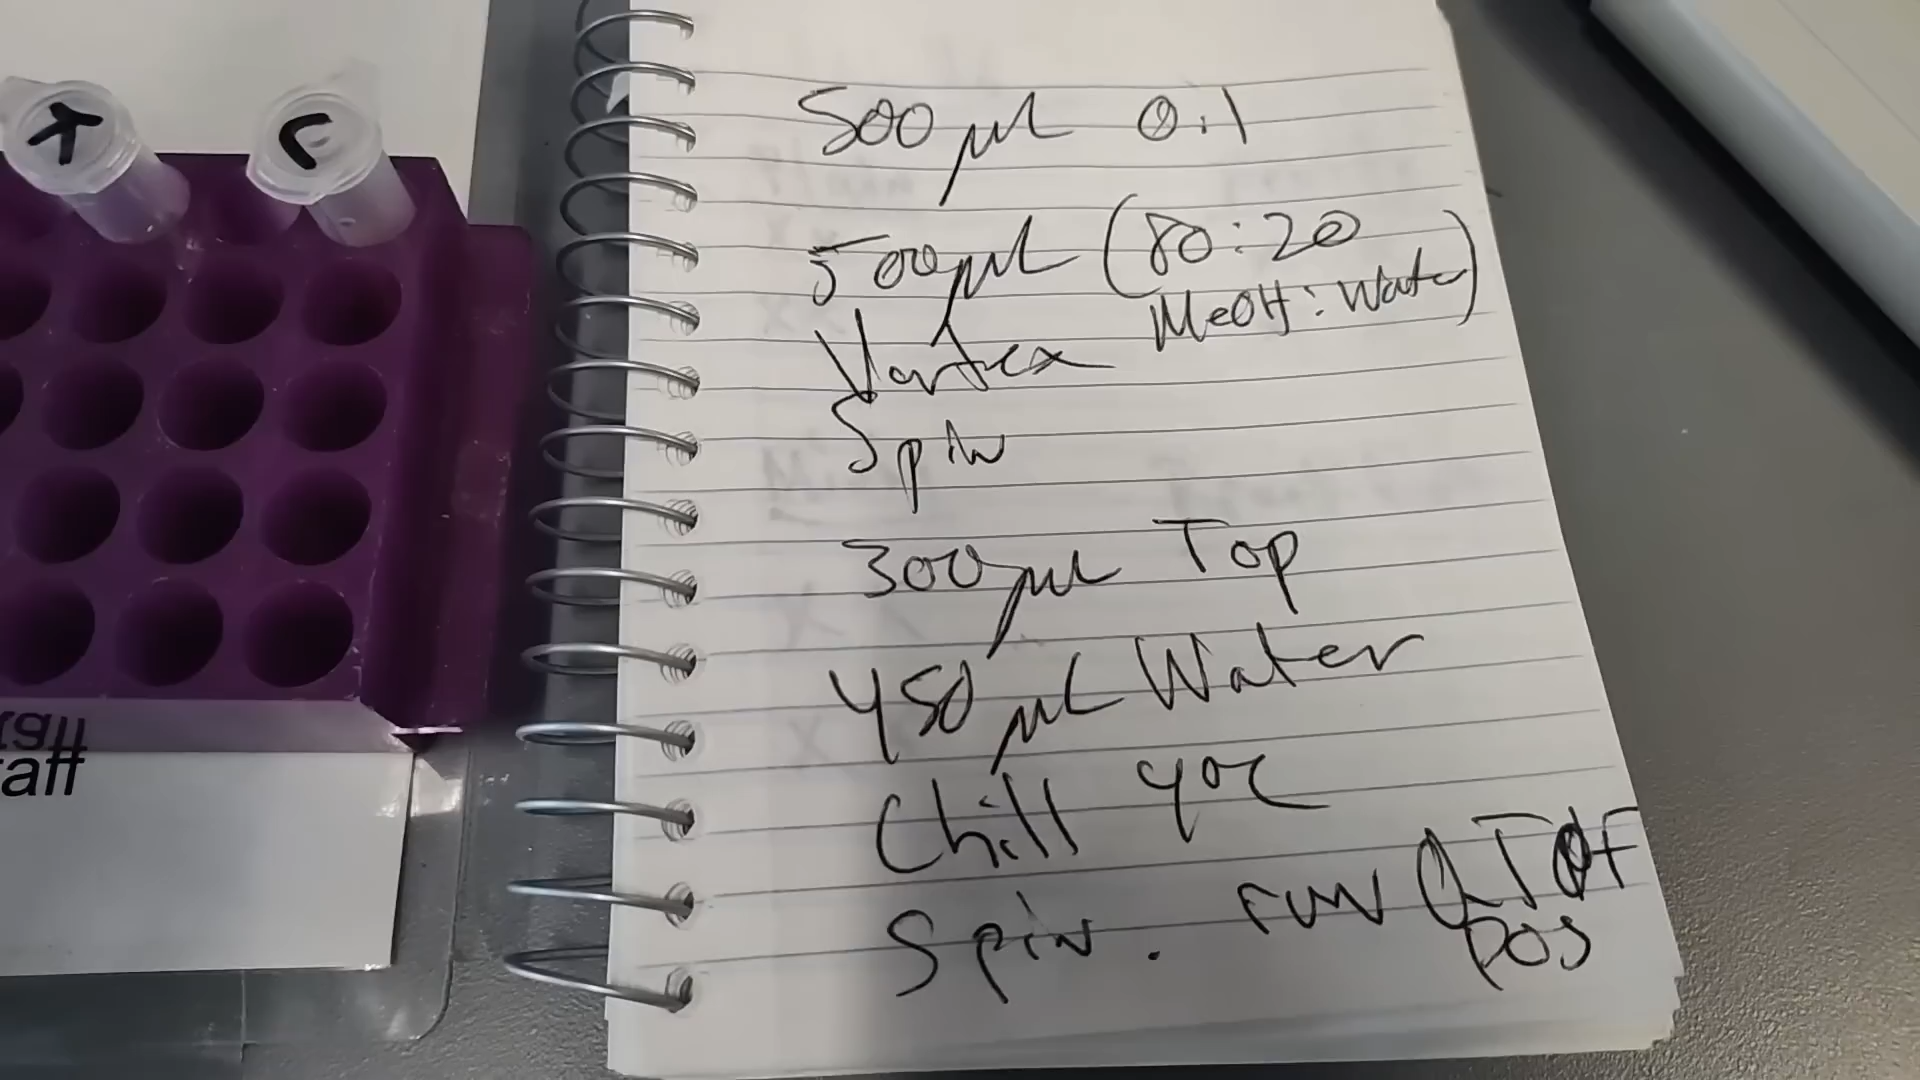 500 µL 0.1
500 µL (80:20
MeOH: Water)
Vortex
Spin
300 µL Top
450 µL Water
Chill 4°C
Spin. run QTOF
pos
T
C
aff